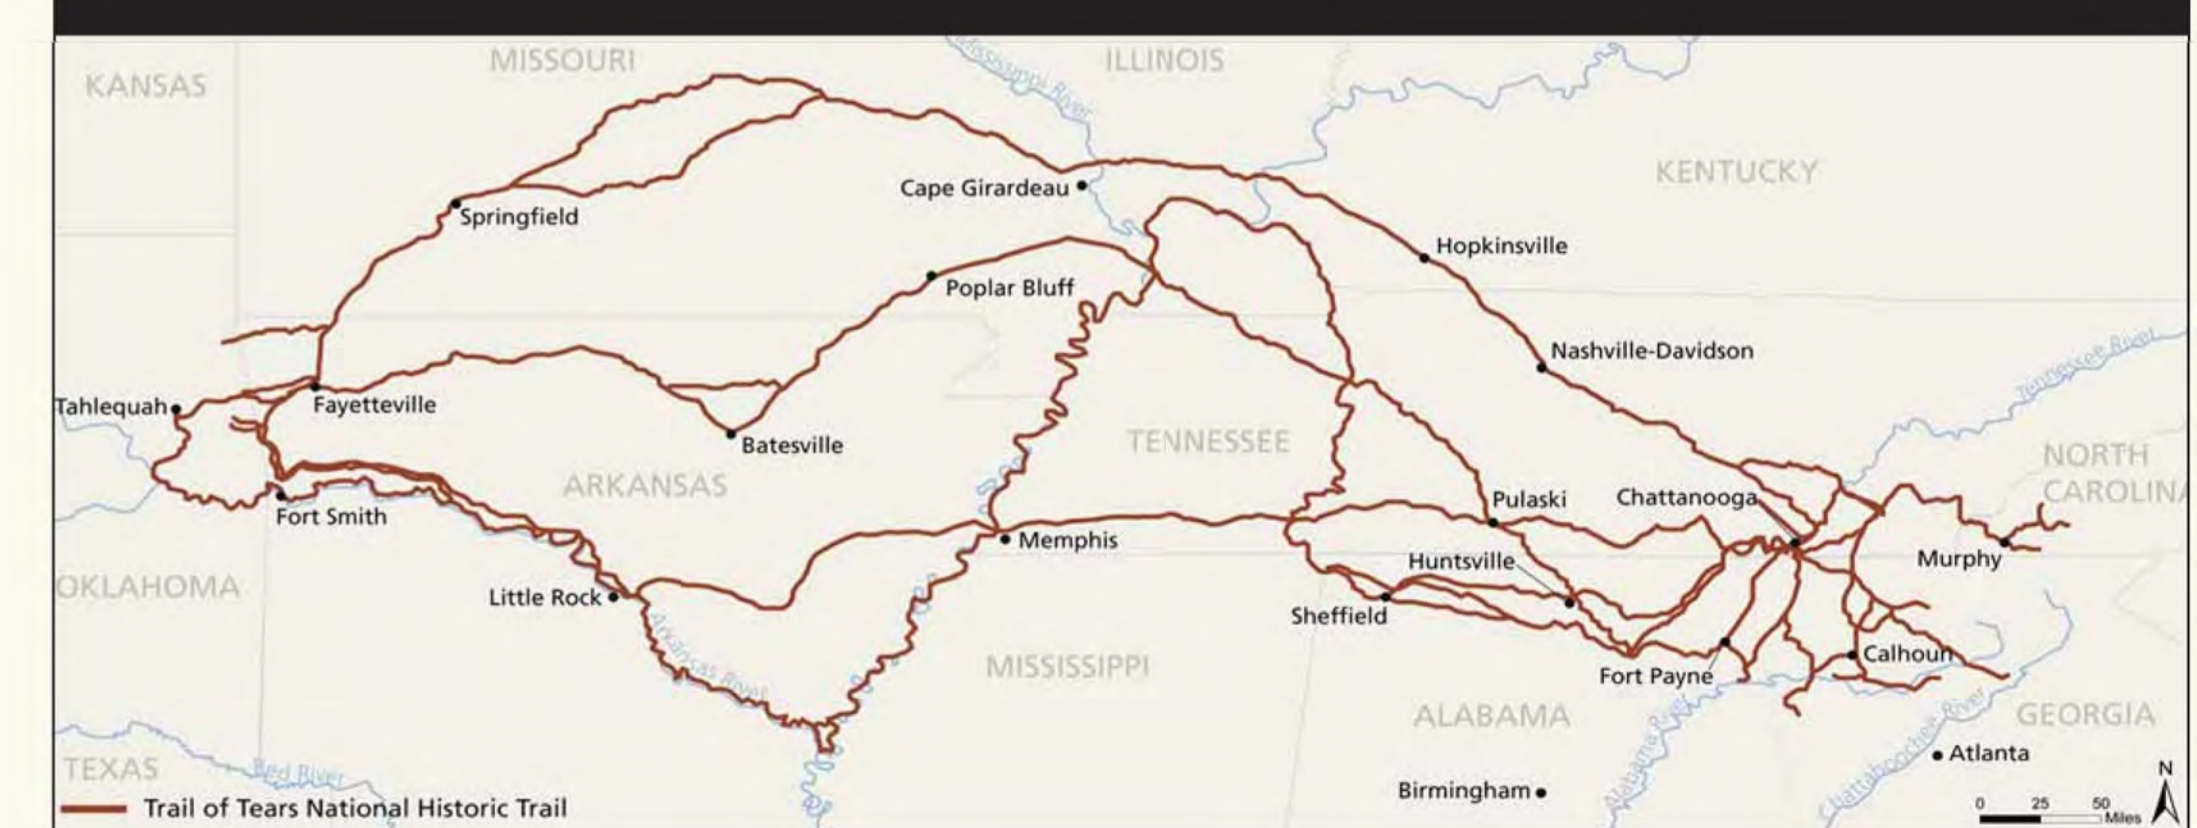 MISSOURI
ILLINOIS
KANSAS
Mississippi River
KENTUCKY
Cape Girardeau
Springfield
Hopkinsville
Poplar Bluff
Nashville-Davidson
Tennessee River
Tahlequah
Fayetteville
Batesville
TENNESSEE
NORTH
CAROLINA
ARKANSAS
Pulaski
Chattanooga
Fort Smith
Memphis
Huntsville
Murphy
OKLAHOMA
Little Rock
Sheffield
Arkansas River
Calhoun
MISSISSIPPI
Fort Payne
ALABAMA
GEORGIA
Alabama River
Chattahoochee River
Atlanta
TEXAS
Red River
Birmingham
N
Trail of Tears National Historic Trail
0 25 50
Miles